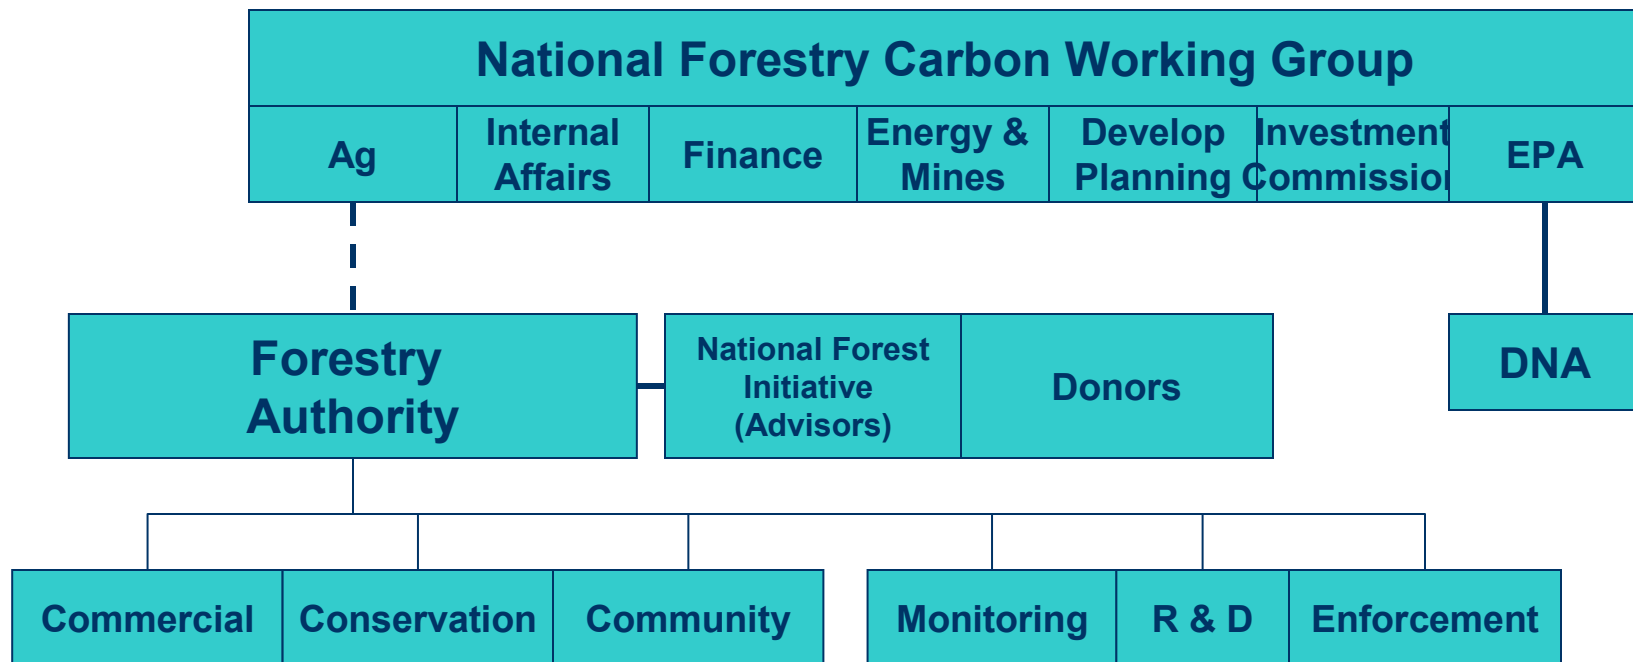 National Forestry Carbon Working Group
Ag
Internal
Affairs
Finance
Energy &
Mines
Develop
Planning
Investment
Commission
EPA
Forestry
Authority
National Forest
Initiative
(Advisors)
Donors
DNA
Commercial
Conservation
Community
Monitoring
R & D
Enforcement